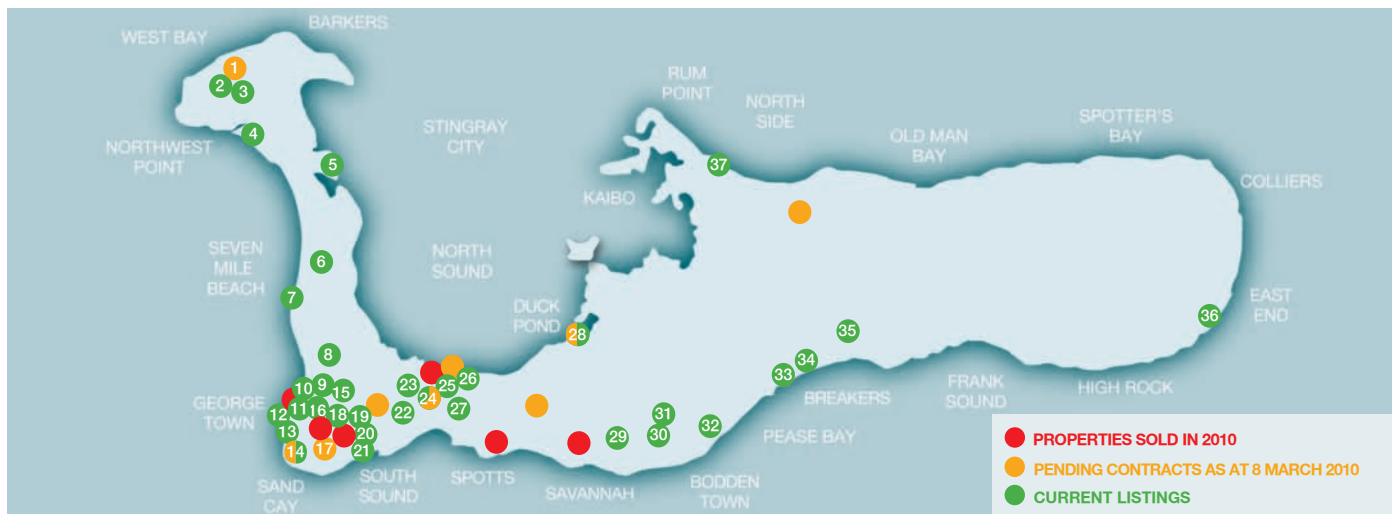 BARKERS
WEST BAY
1
2
3
4
5
NORTHWEST
POINT
STINGRAY
CITY
RUM
POINT
NORTH
SIDE
OLD MAN
BAY
SPOTTER'S
BAY
37
KAIBO
COLLIERS
SEVEN
MILE
BEACH
6
7
NORTH
SOUND
DUCK
POND
28
EAST
END
36
35
34
33
8
9
10
15
23
25
26
24
GEORGE
TOWN
12
11
16
18
19
22
27
13
20
14
17
21
29
30
31
32
BREAKERS
FRANK
SOUND
HIGH ROCK
PEASE BAY
SAND
CAY
SOUTH
SOUND
SPOTTS
SAVANNAH
BODDEN
TOWN
PROPERTIES SOLD IN 2010
PENDING CONTRACTS AS AT 8 MARCH 2010
CURRENT LISTINGS